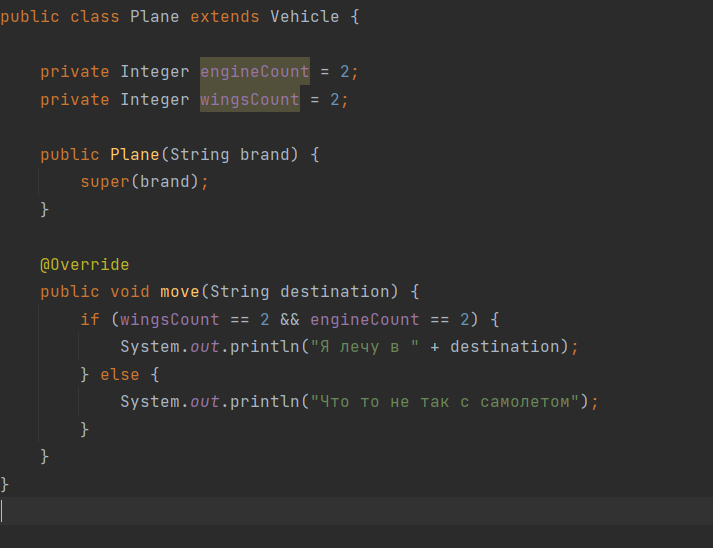 public class Plane extends Vehicle {
private Integer engineCount = 2;
private Integer wingsCount = 2;
public Plane(String brand) {
super(brand);
}
@Override
public void move(String destination) {
if (wingsCount == 2 && engineCount == 2) {
System.out.println("Я лечу в " + destination);
} else {
System.out.println("Что то не так с самолетом");
}
}
}